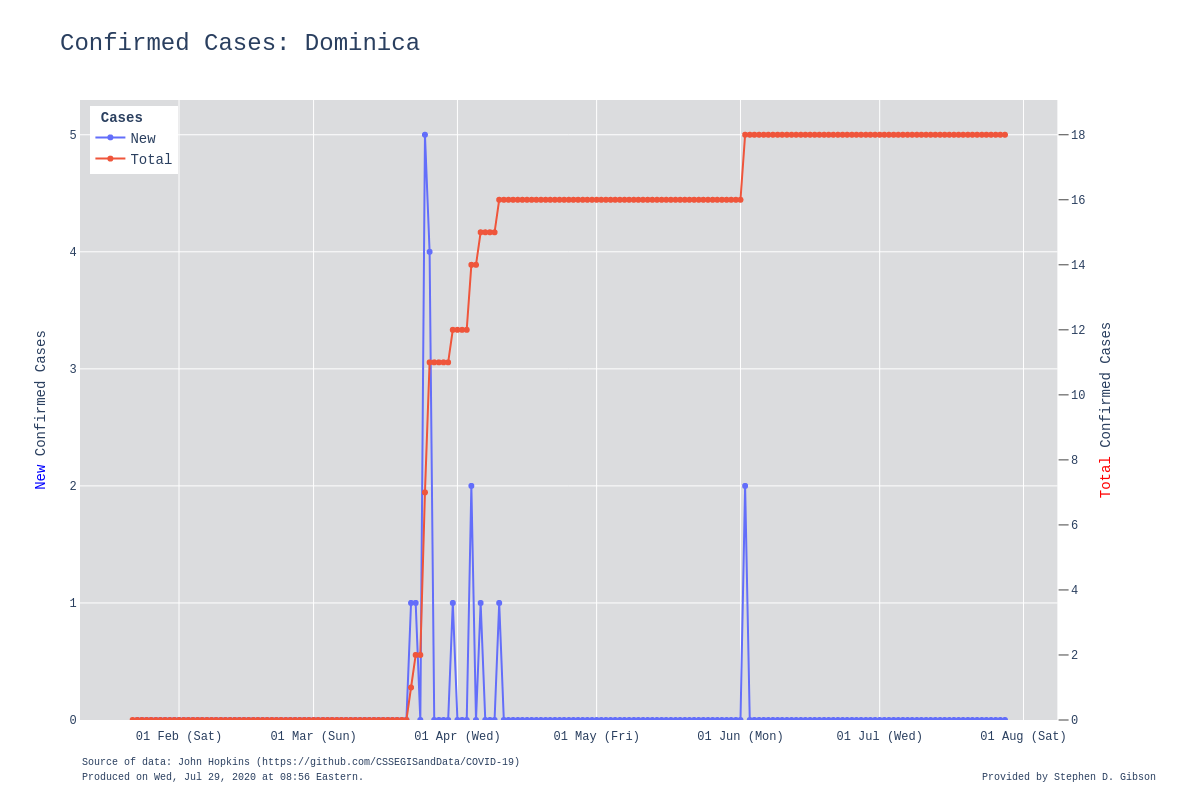 Confirmed Cases: Dominica
Cases
New
Total
5
4
3
2
1
0
18
16
14
12
10
8
6
4
2
0
New Confirmed Cases
Total Confirmed Cases
01 Feb (Sat)
01 Mar (Sun)
01 Apr (Wed)
01 May (Fri)
01 Jun (Mon)
01 Jul (Wed)
01 Aug (Sat)
Source of data: John Hopkins (https://github.com/CSSEGISandData/COVID-19)
Produced on Wed, Jul 29, 2020 at 08:56 Eastern.
Provided by Stephen D. Gibson